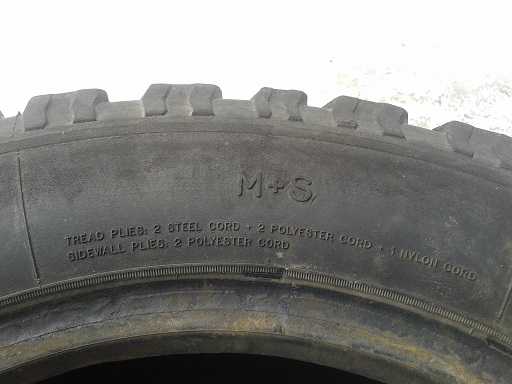 M+S
TREAD PLIES: 2 STEEL CORD + 2 POLYESTER CORD + 1 NYLON CORD
SIDEWALL PLIES: 2 POLYESTER CORD